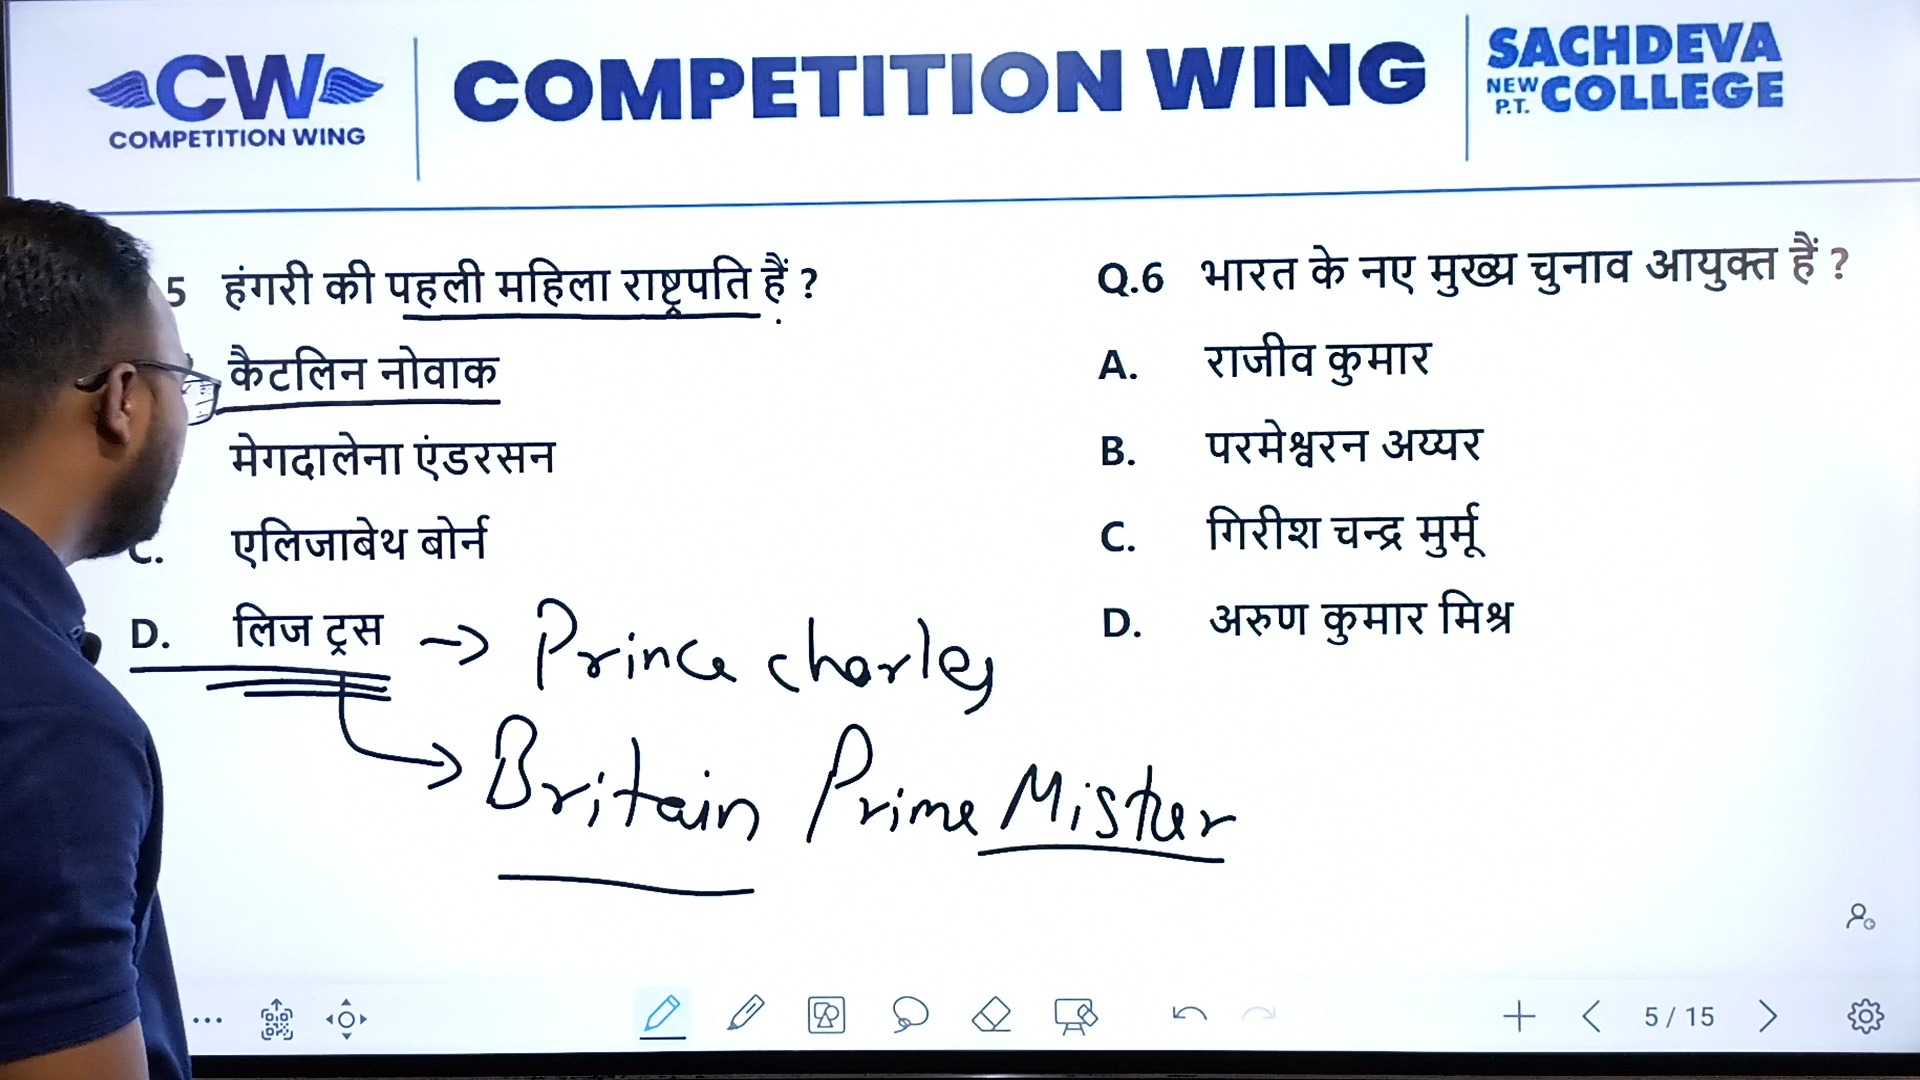 CW
COMPETITION WING
COMPETITION WING
SACHDEVA
NEW P.T. COLLEGE
5 हंगरी की पहली महिला राष्ट्रपति हैं ?
कैटलिन नोवाक
मेगदालेना एंडरसन
C. एलिजाबेथ बोर्न
D. लिज ट्रस → Prince charles
→ Britain Prime Mister
Q.6 भारत के नए मुख्य चुनाव आयुक्त हैं ?
A. राजीव कुमार
B. परमेश्वरन अय्यर
C. गिरीश चन्द्र मुर्मू
D. अरुण कुमार मिश्र
5 / 15